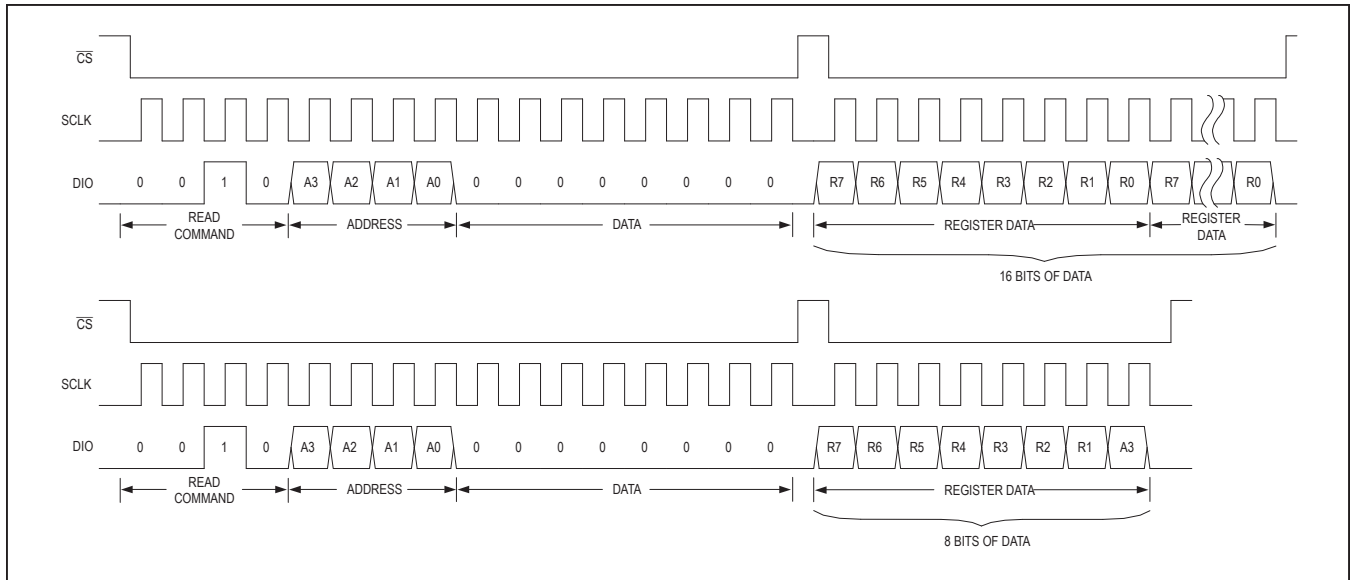 CS
SCLK
DIO 0 0 1 0 A3 A2 A1 A0 0 0 0 0 0 0 0 0 R7 R6 R5 R4 R3 R2 R1 R0 R7 R0
READ COMMAND ADDRESS DATA REGISTER DATA REGISTER DATA
16 BITS OF DATA
CS
SCLK
DIO 0 0 1 0 A3 A2 A1 A0 0 0 0 0 0 0 0 0 R7 R6 R5 R4 R3 R2 R1 A3
READ COMMAND ADDRESS DATA REGISTER DATA
8 BITS OF DATA